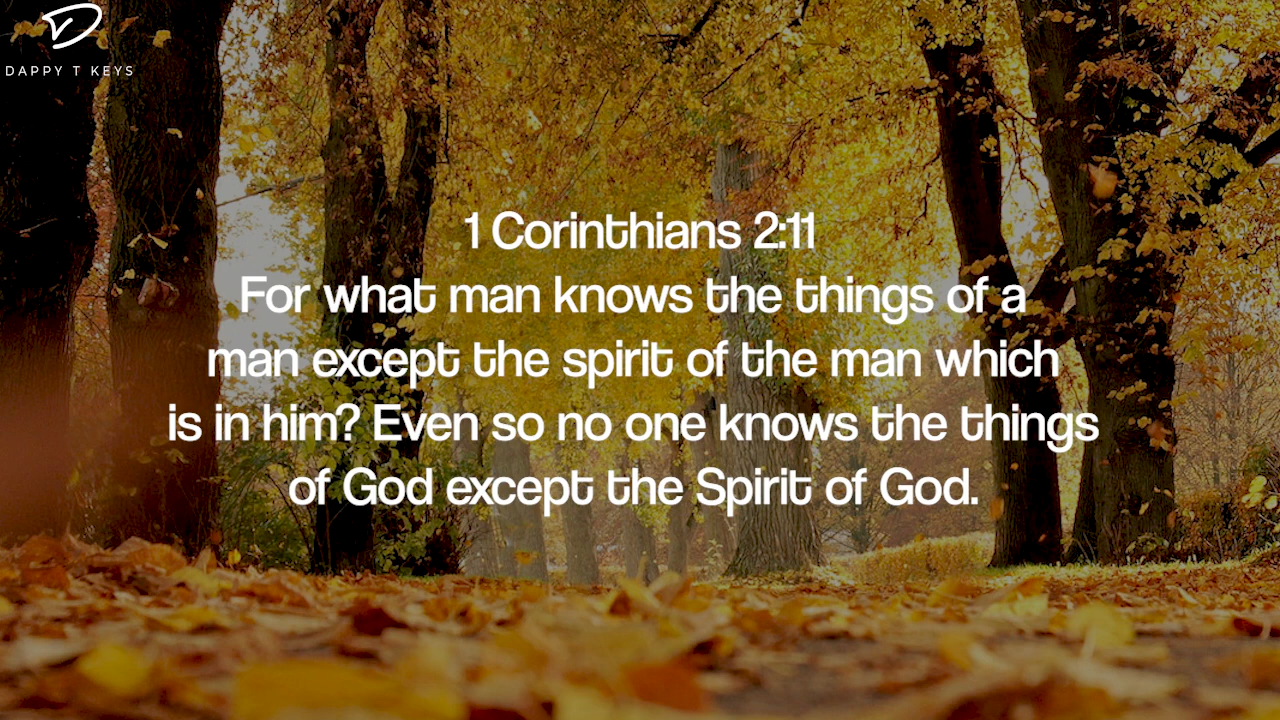 DAPPY T KEYS
1 Corinthians 2:11
For what man knows the things of a
man except the spirit of the man which
is in him? Even so no one knows the things
of God except the Spirit of God.